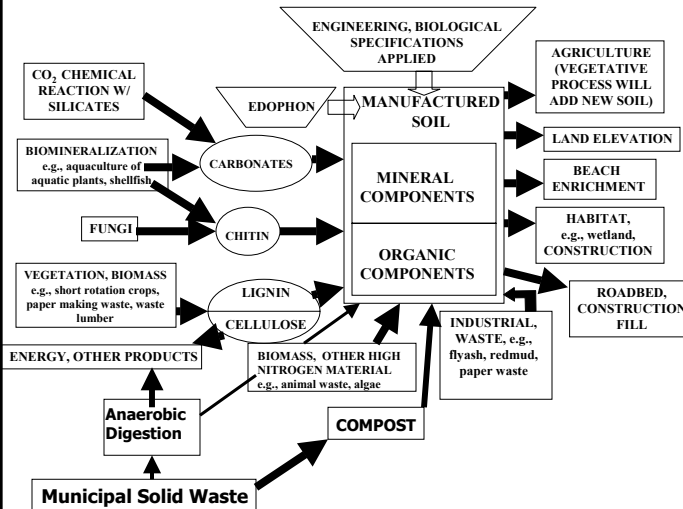 ENGINEERING, BIOLOGICAL
SPECIFICATIONS
APPLIED
AGRICULTURE
(VEGETATIVE
PROCESS WILL
ADD NEW SOIL)
CO₂ CHEMICAL
REACTION W/
SILICATES
EDOPHON
MANUFACTURED
SOIL
LAND ELEVATION
BIOMINERALIZATION
e.g., aquaculture of
aquatic plants, shellfish
CARBONATES
MINERAL
COMPONENTS
BEACH
ENRICHMENT
FUNGI
CHITIN
HABITAT,
e.g., wetland,
CONSTRUCTION
ORGANIC
COMPONENTS
VEGETATION, BIOMASS
e.g., short rotation crops,
paper making waste, waste
lumber
LIGNIN
CELLULOSE
ROADBED,
CONSTRUCTION
FILL
ENERGY, OTHER PRODUCTS
BIOMASS, OTHER HIGH
NITROGEN MATERIAL
e.g., animal waste, algae
INDUSTRIAL,
WASTE, e.g.,
flyash, redmud,
paper waste
Anaerobic
Digestion
COMPOST
Municipal Solid Waste